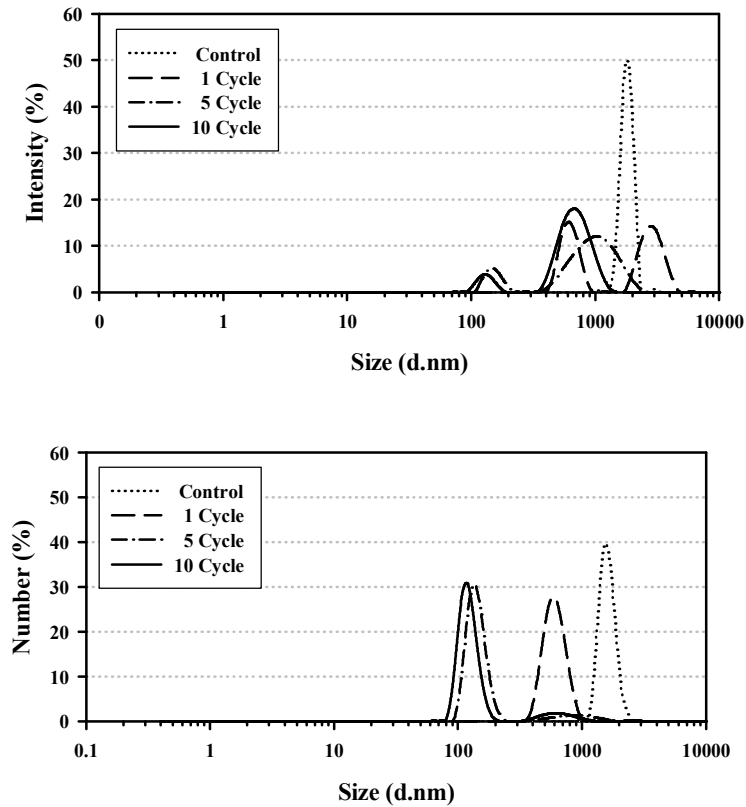 60
50
40
30
20
10
0
Intensity (%)
Control
1 Cycle
5 Cycle
10 Cycle
0 1 10 100 1000 10000
Size (d.nm)
60
50
40
30
20
10
0
Number (%)
Control
1 Cycle
5 Cycle
10 Cycle
0.1 1 10 100 1000 10000
Size (d.nm)